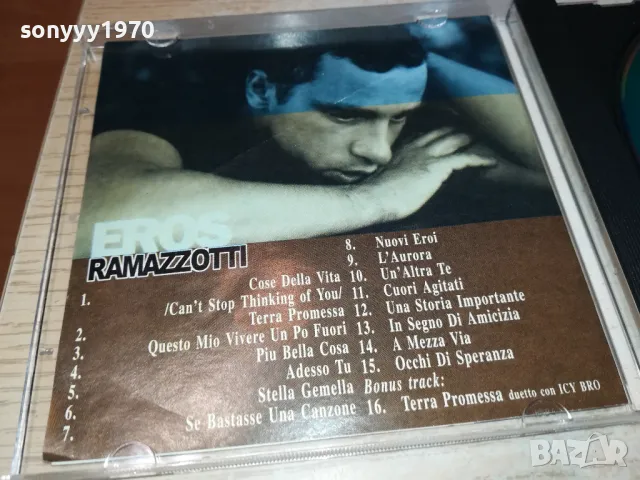 sonyyy1970
EROS
RAMAZZOTTI
1. Cose Della Vita
/Can't Stop Thinking of You/
2. Terra Promessa
3. Questo Mio Vivere Un Po Fuori
4. Piu Bella Cosa
5. Adesso Tu
6. Stella Gemella
7. Se Bastasse Una Canzone
8. Nuovi Eroi
9. L'Aurora
10. Un'Altra Te
11. Cuori Agitati
12. Una Storia Importante
13. In Segno Di Amicizia
14. A Mezza Via
15. Occhi Di Speranza
Bonus track:
16. Terra Promessa duetto con ICY BRO
BAZAR
bg